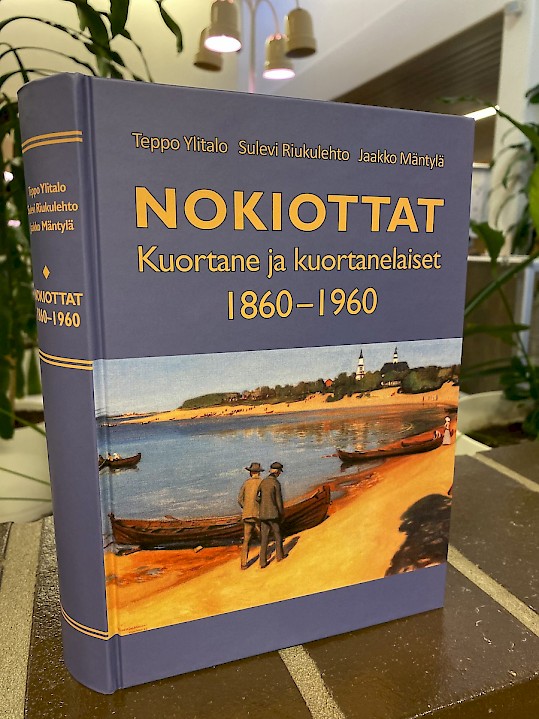 Teppo Ylitalo Sulevi Riukulehto Jaakko Mäntylä
NOKIOTTAT
Kuortane ja kuortanelaiset
1860–1960
Teppo Ylitalo
Sulevi Riukulehto
Jaakko Mäntylä
NOKIOTTAT
1860–1960